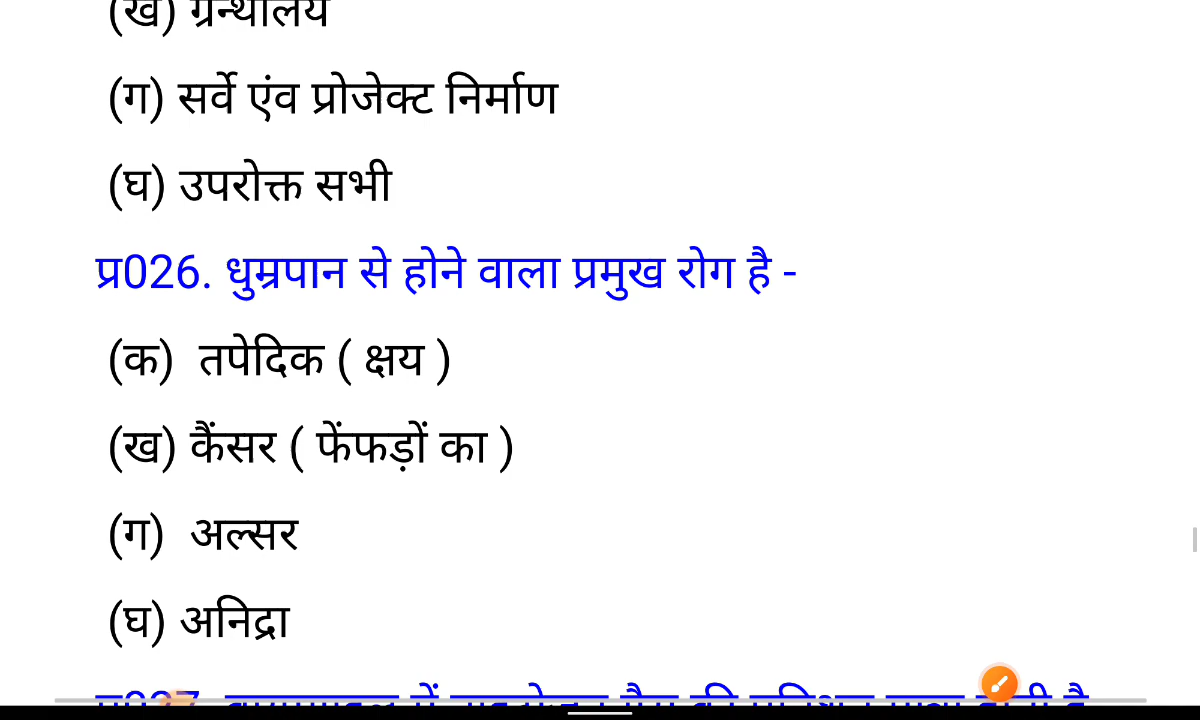 (ख) ग्रन्थालय
(ग) सर्वे एंव प्रोजेक्ट निर्माण
(घ) उपरोक्त सभी
प्र026. धुम्रपान से होने वाला प्रमुख रोग है -
(क) तपेदिक ( क्षय )
(ख) कैंसर ( फेंफड़ों का )
(ग) अल्सर
(घ) अनिद्रा